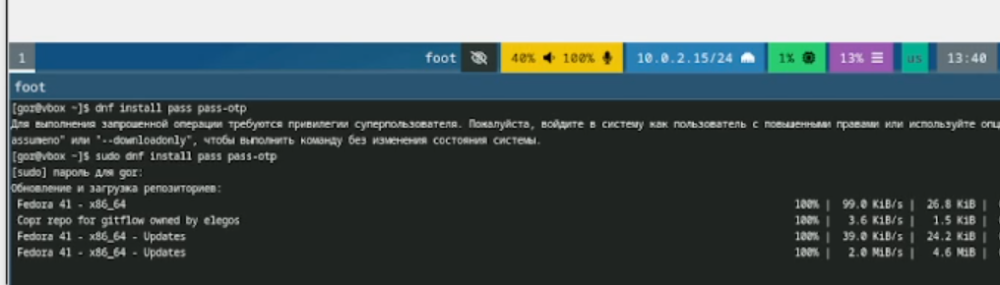 1 foot 40% 100% 10.0.2.15/24 1% 13% us 13:40
foot
[gor@vbox ~]$ dnf install pass pass-otp
Для выполнения запрошенной операции требуются привилегии суперпользователя. Пожалуйста, войдите в систему как пользователь с повышенными правами или используйте опц
assumeno" или "--downloadonly", чтобы выполнить команду без изменения состояния системы.
[gor@vbox ~]$ sudo dnf install pass pass-otp
[sudo] пароль для gor:
Обновление и загрузка репозиториев:
Fedora 41 - x86_64 100% | 99.0 KiB/s | 26.8 KiB |
Copr repo for gitflow owned by elegos 100% | 3.6 KiB/s | 1.5 KiB |
Fedora 41 - x86_64 - Updates 100% | 39.0 KiB/s | 24.2 KiB |
Fedora 41 - x86_64 - Updates 100% | 2.0 MiB/s | 4.6 MiB |